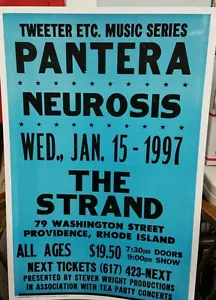 TWEETER ETC. MUSIC SERIES
PANTERA
NEUROSIS
WED., JAN. 15 - 1997
THE
STRAND
79 WASHINGTON STREET
PROVIDENCE, RHODE ISLAND
ALL AGES $19.50 7:30pm DOORS
9:00pm SHOW
NEXT TICKETS (617) 423-NEXT
PRESENTED BY STEVEN WRIGHT PRODUCTIONS
IN ASSOCIATION WITH TEA PARTY CONCERTS